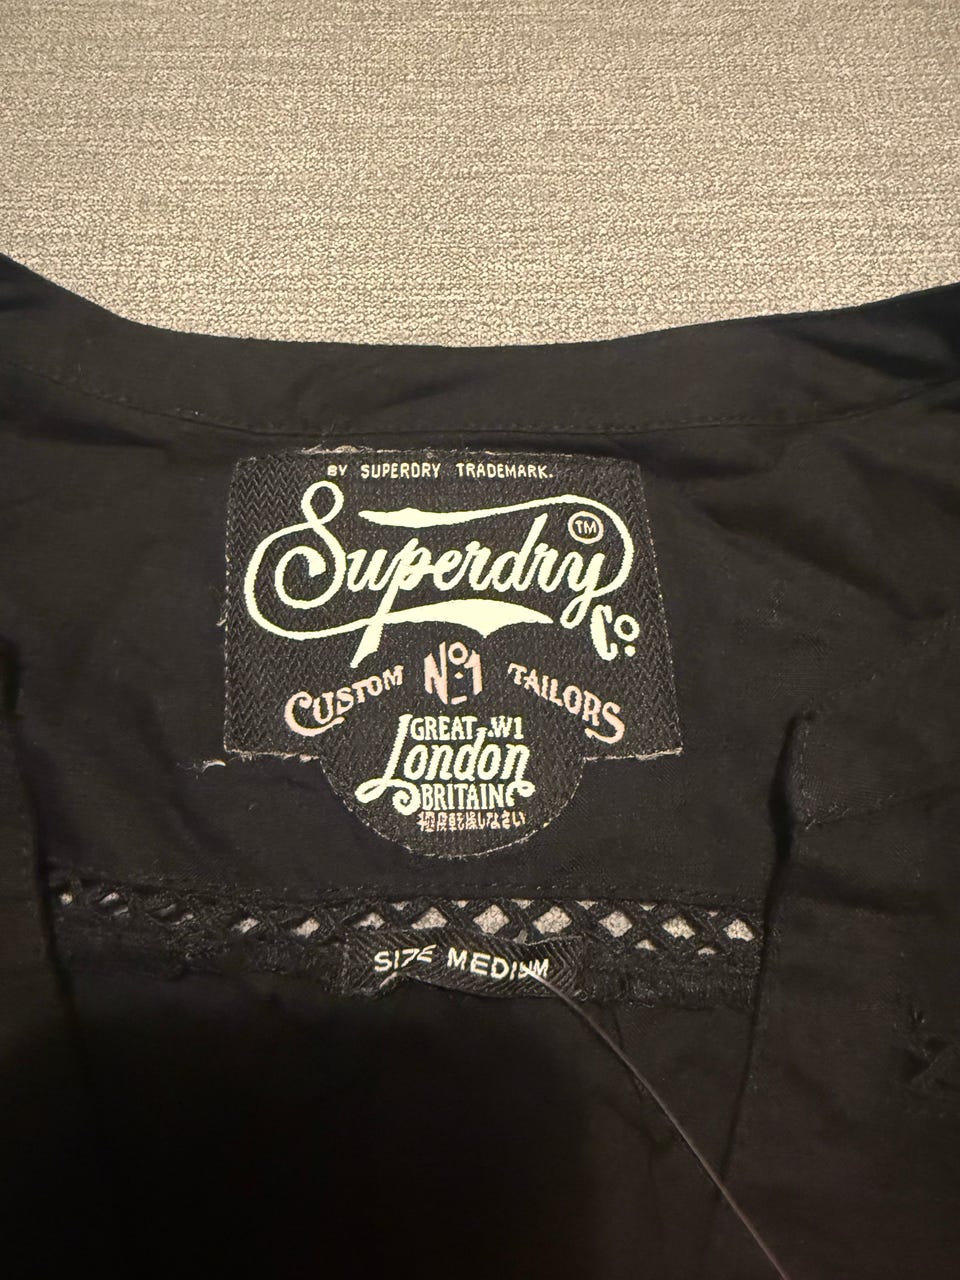 BY SUPERDRY TRADEMARK.
Superdry TM
Co.
CUSTOM No1 TAILORS
GREAT W1
London
BRITAIN
極度乾燥しなさい
SIZE MEDIUM